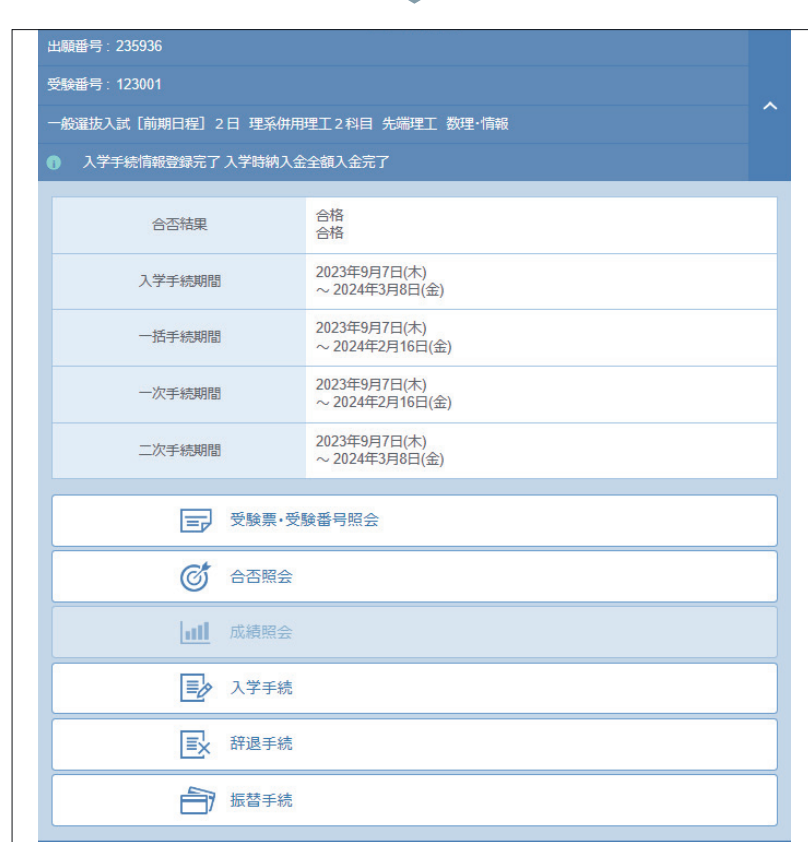 出願番号 : 235936
受験番号 : 123001
一般選抜入試［前期日程］２日 理系併用理工２科目 先端理工 数理･情報
入学手続情報登録完了 入学時納入金全額入金完了
合否結果
合格
合格
入学手続期間
2023年9月7日(木)
～ 2024年3月8日(金)
一括手続期間
2023年9月7日(木)
～ 2024年2月16日(金)
一次手続期間
2023年9月7日(木)
～ 2024年2月16日(金)
二次手続期間
2023年9月7日(木)
～ 2024年3月8日(金)
受験票･受験番号照会
合否照会
成績照会
入学手続
辞退手続
振替手続